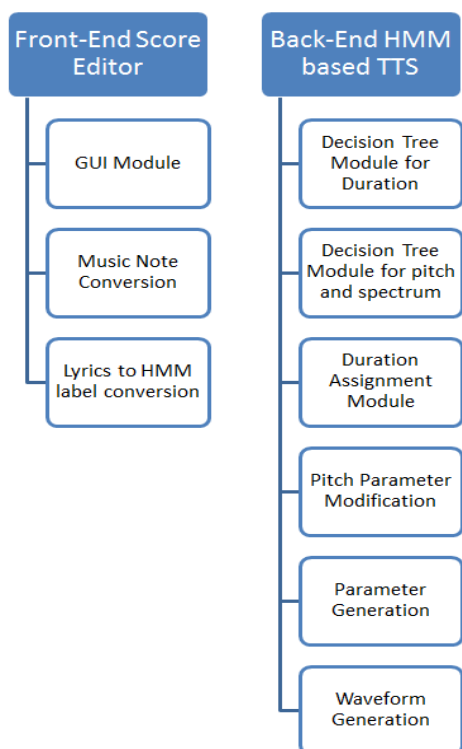 Front-End Score
Editor
GUI Module
Music Note
Conversion
Lyrics to HMM
label conversion
Back-End HMM
based TTS
Decision Tree
Module for
Duration
Decision Tree
Module for pitch
and spectrum
Duration
Assignment
Module
Pitch Parameter
Modification
Parameter
Generation
Waveform
Generation